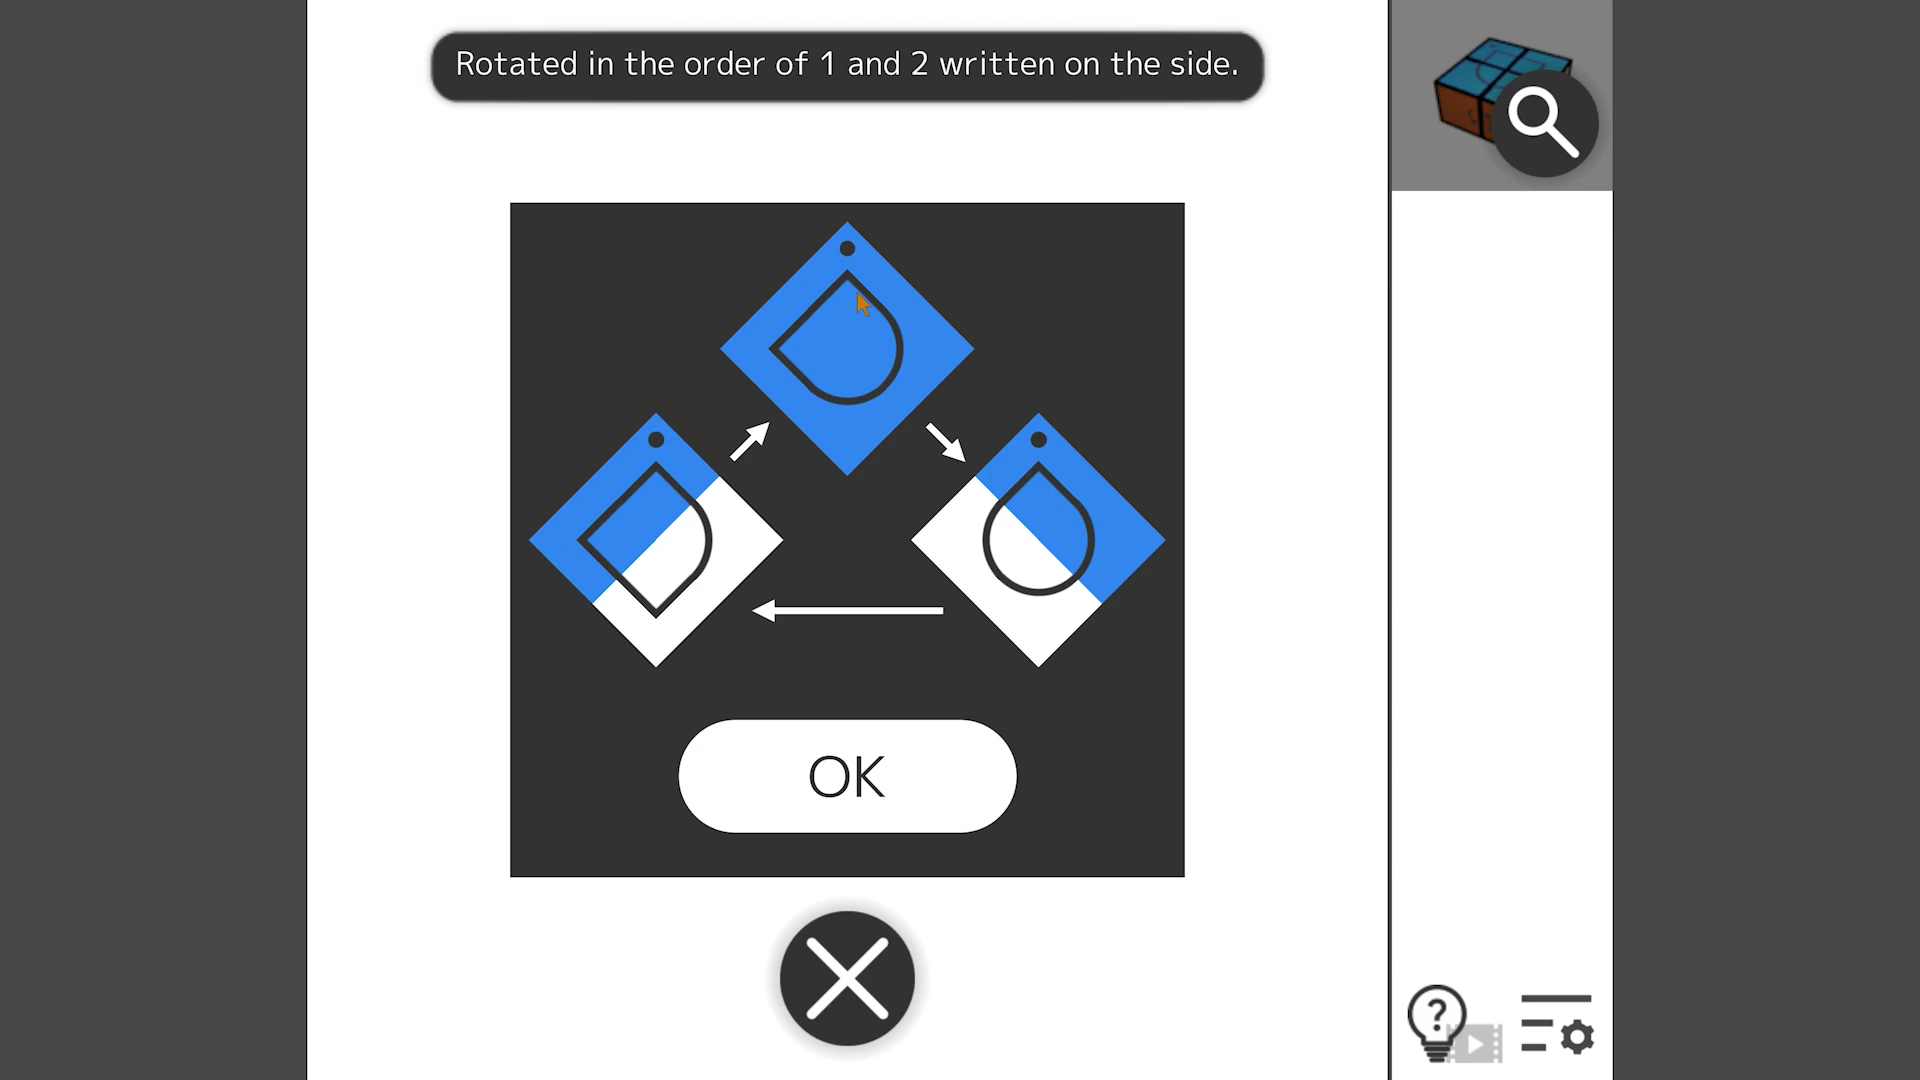 Rotated in the order of 1 and 2 written on the side.
OK
?